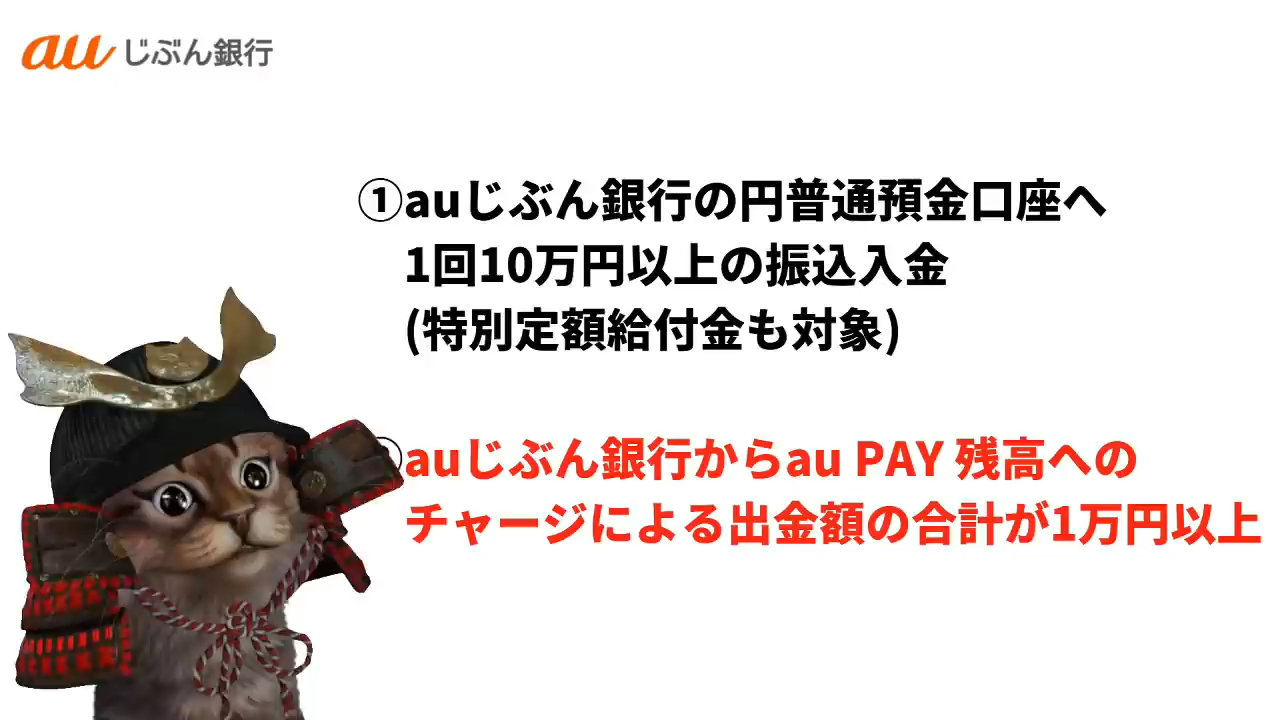 au じぶん銀行
①auじぶん銀行の円普通預金口座へ
1回10万円以上の振込入金
(特別定額給付金も対象)
auじぶん銀行からau PAY 残高への
チャージによる出金額の合計が1万円以上